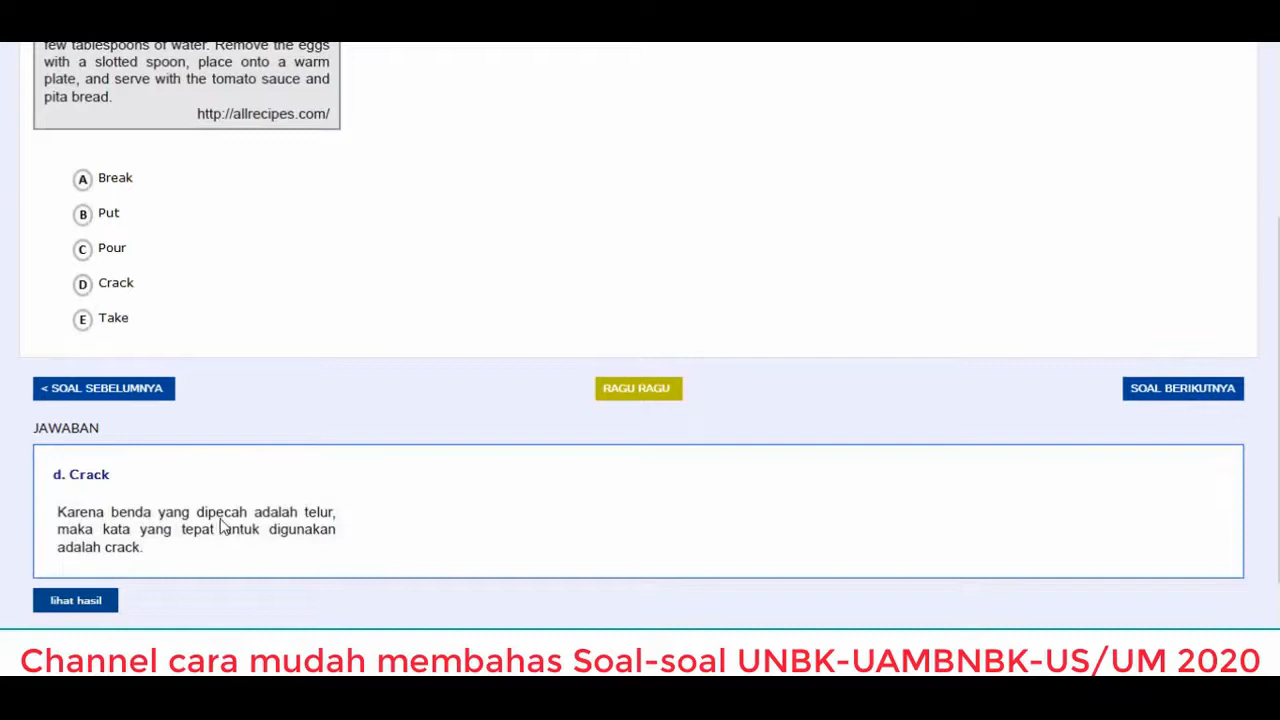 few tablespoons of water. Remove the eggs
with a slotted spoon, place onto a warm
plate, and serve with the tomato sauce and
pita bread.
http://allrecipes.com/
A Break
B Put
C Pour
D Crack
E Take
< SOAL SEBELUMNYA
RAGU RAGU
SOAL BERIKUTNYA
JAWABAN
d. Crack
Karena benda yang dipecah adalah telur,
maka kata yang tepat untuk digunakan
adalah crack.
lihat hasil
Channel cara mudah membahas Soal-soal UNBK-UAMBNBK-US/UM 2020